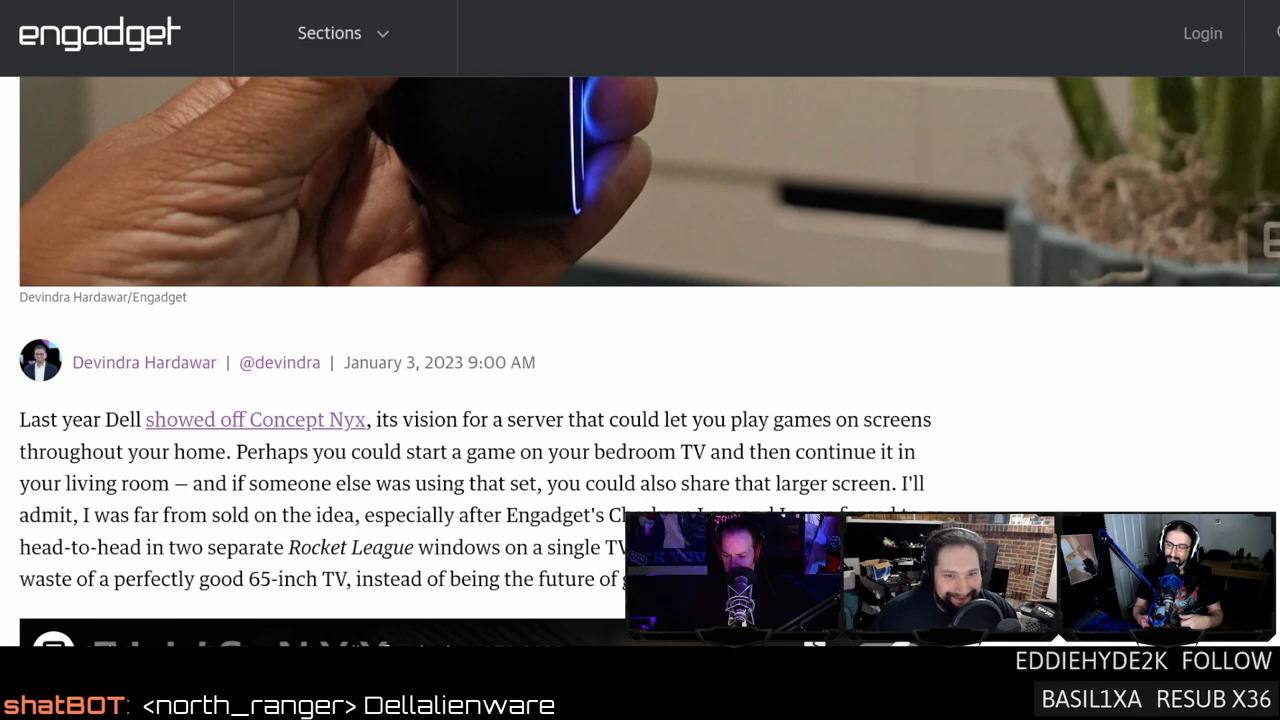 engadget
Sections
Login
Devindra Hardawar/Engadget
Devindra Hardawar | @devindra | January 3, 2023 9:00 AM
Last year Dell showed off Concept Nyx, its vision for a server that could let you play games on screens
throughout your home. Perhaps you could start a game on your bedroom TV and then continue it in
your living room — and if someone else was using that set, you could also share that larger screen. I'll
admit, I was far from sold on the idea, especially after Engadget's
head-to-head in two separate Rocket League windows on a single TV
waste of a perfectly good 65-inch TV, instead of being the future of
EDDIEHYDE2K FOLLOW
BASIL1XA RESUB X36
shatBOT: <north_ranger> Dellalienware